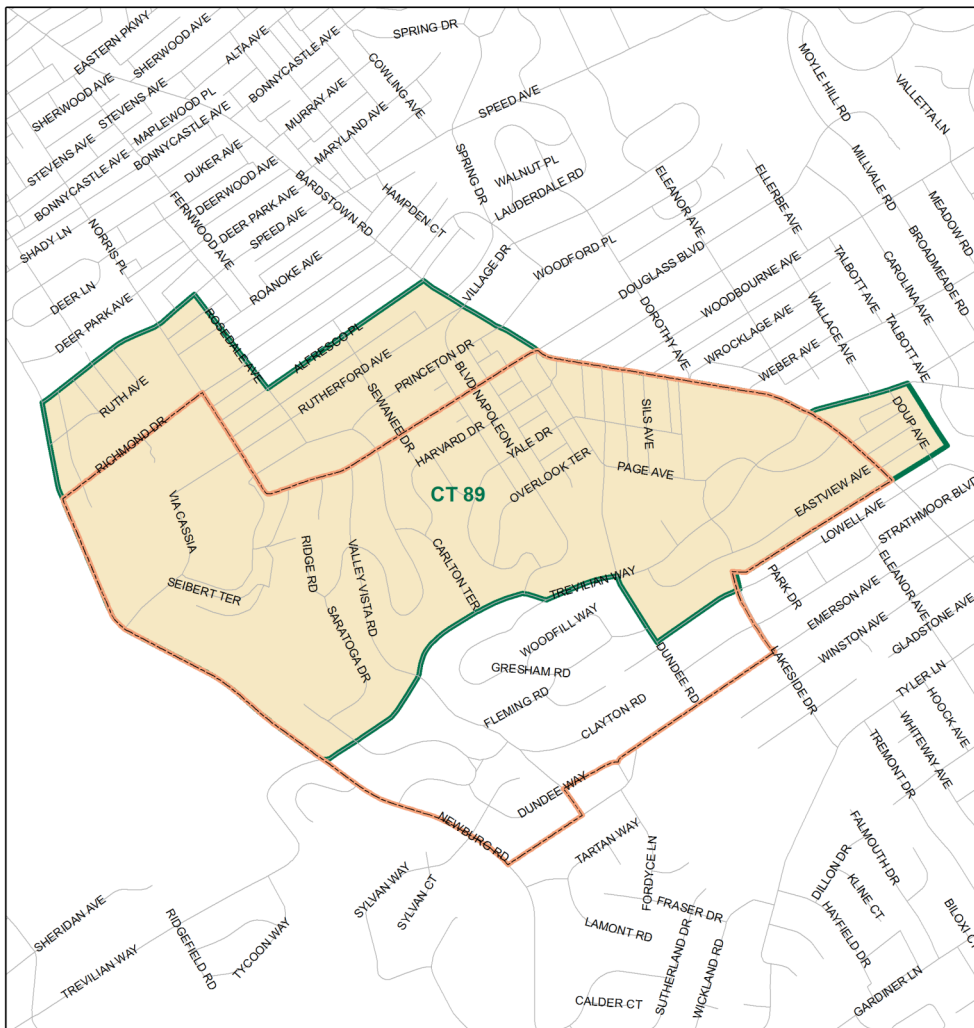 EASTERN PKWY
SHERWOOD AVE
ALTA AVE
SPRING DR
SHERWOOD AVE
STEVENS AVE
BONNYCASTLE AVE
COWLING AVE
MOYLE HILL RD
VALLETTA LN
MAPLEWOOD PL
MURRAY AVE
SPEED AVE
STEVENS AVE
BONNYCASTLE AVE
MARYLAND AVE
BONNYCASTLE AVE
DUKER AVE
SPRING DR
WALNUT PL
MILLVALE RD
DEERWOOD AVE
BARDSTOWN RD
HAMPDEN CT
LAUDERDALE RD
ELEANOR AVE
ELLERBE AVE
MEADOW RD
SHADY LN
NORRIS PL
FERNWOOD AVE
DEER PARK AVE
SPEED AVE
VILLAGE DR
WOODFORD PL
DOUGLASS BLVD
TALBOTT AVE
CAROLINA AVE
BROADMEADE RD
DEER LN
ROANOKE AVE
WOODBOURNE AVE
DEER PARK AVE
ROSEDALE AVE
ALFRESCO PL
DOROTHY AVE
WROCKLAGE AVE
WALLACE AVE
TALBOTT AVE
RUTH AVE
RUTHERFORD AVE
PRINCETON DR
WEBER AVE
RICHMOND DR
SEWANEE DR
BLVD NAPOLEON
SILS AVE
DOUP AVE
HARVARD DR
YALE DR
OVERLOOK TER
PAGE AVE
CT 89
EASTVIEW AVE
VIA CASSIA
LOWELL AVE
STRATHMOOR BLVD
RIDGE RD
VALLEY VISTA RD
CARLTON TER
SEIBERT TER
TREVILIAN WAY
PARK DR
ELEANOR AVE
EMERSON AVE
GLADSTONE AVE
SARATOGA DR
WOODFILL WAY
WINSTON AVE
GRESHAM RD
DUNDEE RD
LAKESIDE DR
TYLER LN
FLEMING RD
CLAYTON RD
HOOCK AVE
WHITEWAY AVE
TREMONT DR
DUNDEE WAY
NEWBURG RD
TARTAN WAY
FORDYCE LN
FALMOUTH DR
DILLON DR
KLINE CT
SYLVAN WAY
SYLVAN CT
SHERIDAN AVE
RIDGEFIELD RD
TYCOON WAY
FRASER DR
LAMONT RD
SUTHERLAND DR
WICKLAND RD
HAYFIELD DR
BILOXI CT
TREVILIAN WAY
CALDER CT
GARDINER LN